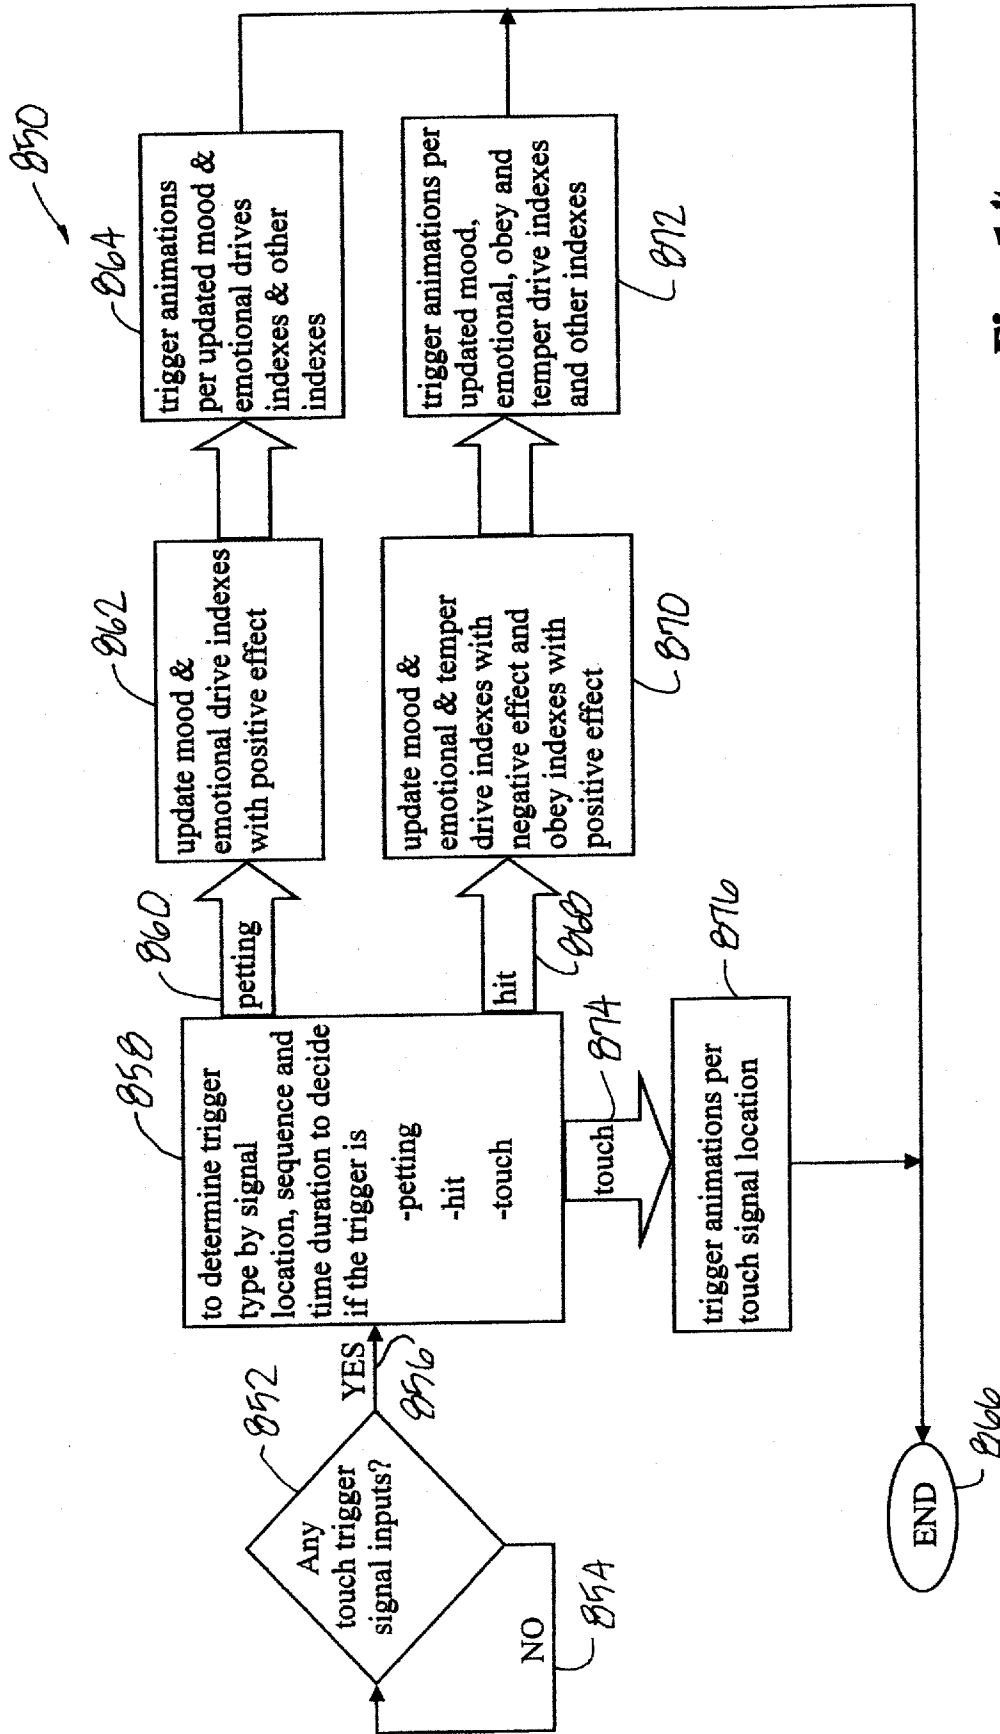 850
852
Any
touch trigger
signal inputs?
NO
854
YES
856
858
to determine trigger
type by signal
location, sequence and
time duration to decide
if the trigger is
-petting
-hit
-touch
860
petting
862
update mood &
emotional drive indexes
with positive effect
864
trigger animations
per updated mood &
emotional drives
indexes & other
indexes
hit
868
870
update mood &
emotional & temper
drive indexes with
negative effect and
obey indexes with
positive effect
872
trigger animations per
updated mood,
emotional, obey and
temper drive indexes
and other indexes
touch
874
876
trigger animations per
touch signal location
END
866